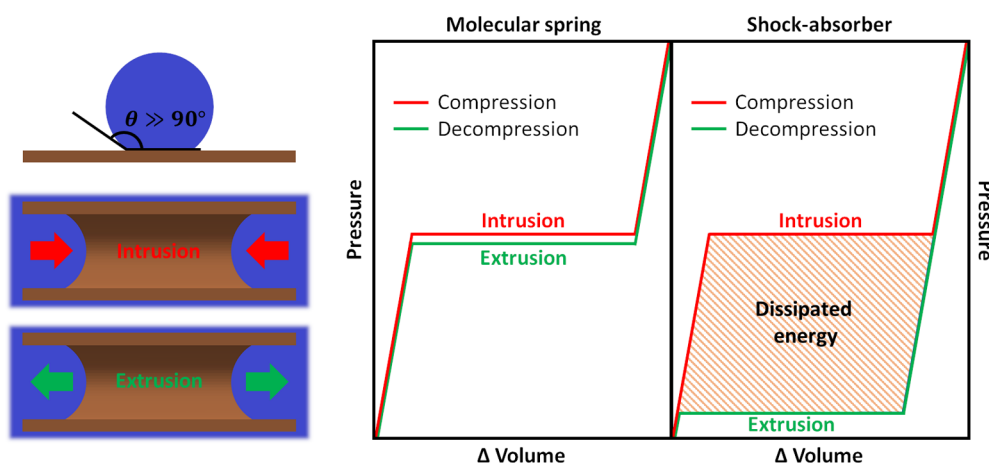 θ ≫ 90°
Intrusion
Extrusion
Molecular spring
Shock-absorber
Pressure
Compression
Decompression
Intrusion
Extrusion
Δ Volume
Compression
Decompression
Intrusion
Dissipated
energy
Extrusion
Δ Volume
Pressure